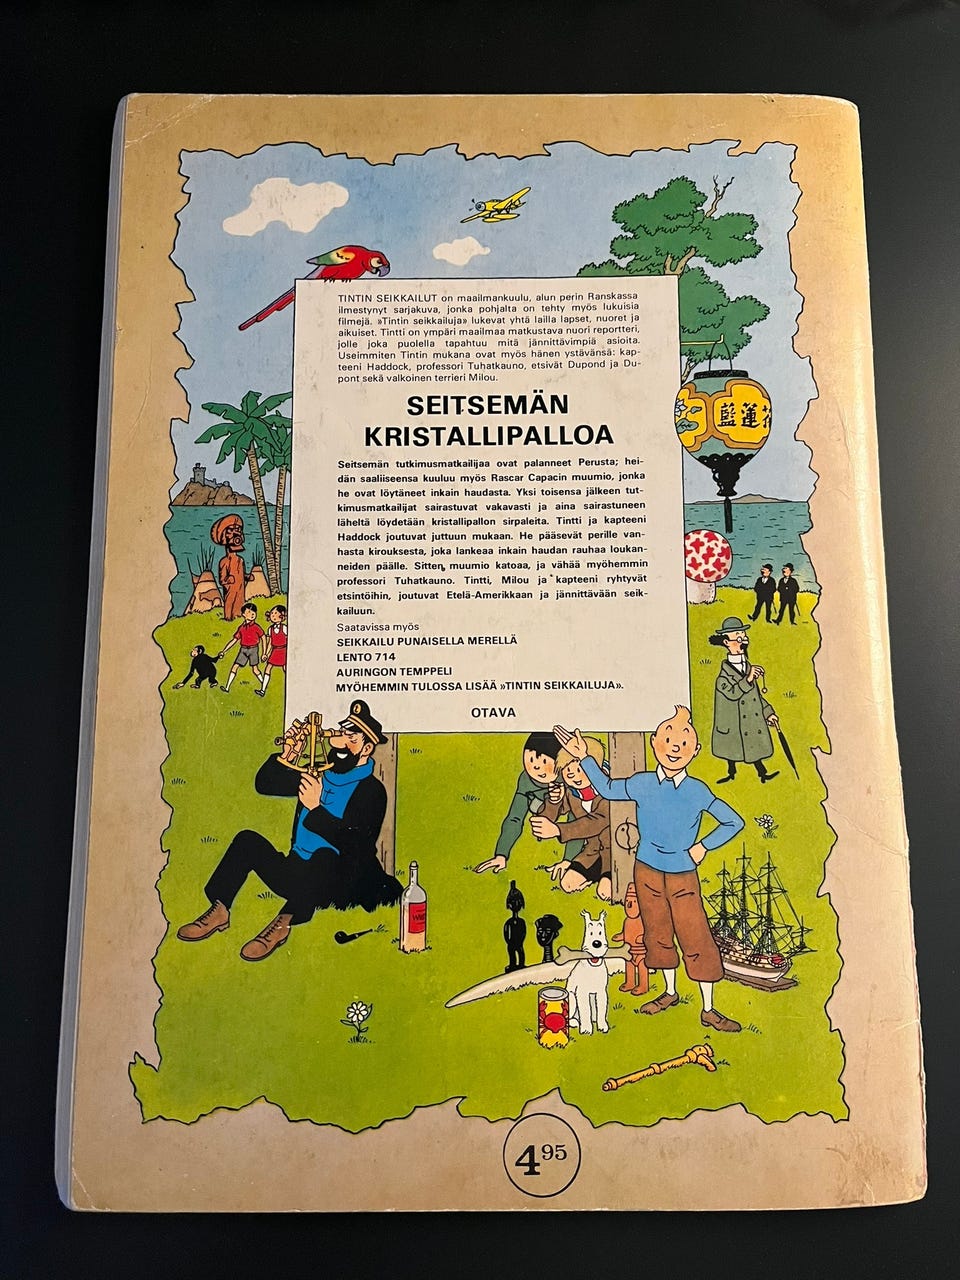 TINTIN SEIKKAILUT on maailmankuulu, alun perin Ranskassa
ilmestynyt sarjakuva, jonka pohjalta on tehty myös lukuisia
filmejä. »Tintin seikkailuja» lukevat yhtä lailla lapset, nuoret ja
aikuiset. Tintti on ympäri maailmaa matkustava nuori reportteri,
jolle joka puolella tapahtuu mitä jännittävimpiä asioita.
Useimmiten Tintin mukana ovat myös hänen ystävänsä: kap-
teeni Haddock, professori Tuhatkauno, etsivät Dupond ja Du-
pont sekä valkoinen terrieri Milou.
SEITSEMÄN
KRISTALLIPALLOA
Seitsemän tutkimusmatkailijaa ovat palanneet Perusta; hei-
dän saaliiseensa kuuluu myös Rascar Capacin muumio, jonka
he ovat löytäneet inkain haudasta. Yksi toisensa jälkeen tut-
kimusmatkailijat sairastuvat vakavasti ja aina sairastuneen
läheltä löydetään kristallipallon sirpaleita. Tintti ja kapteeni
Haddock joutuvat juttuun mukaan. He pääsevät perille van-
hasta kirouksesta, joka lankeaa inkain haudan rauhaa loukan-
neiden päälle. Sitten muumio katoaa, ja vähää myöhemmin
professori Tuhatkauno. Tintti, Milou ja kapteeni ryhtyvät
etsintöihin, joutuvat Etelä-Amerikkaan ja jännittävään seik-
kailuun.
Saatavissa myös
SEIKKAILU PUNAISELLA MERELLÄ
LENTO 714
AURINGON TEMPPELI
MYÖHEMMIN TULOSSA LISÄÄ »TINTIN SEIKKAILUJA».
OTAVA
藍蓮花
4 95